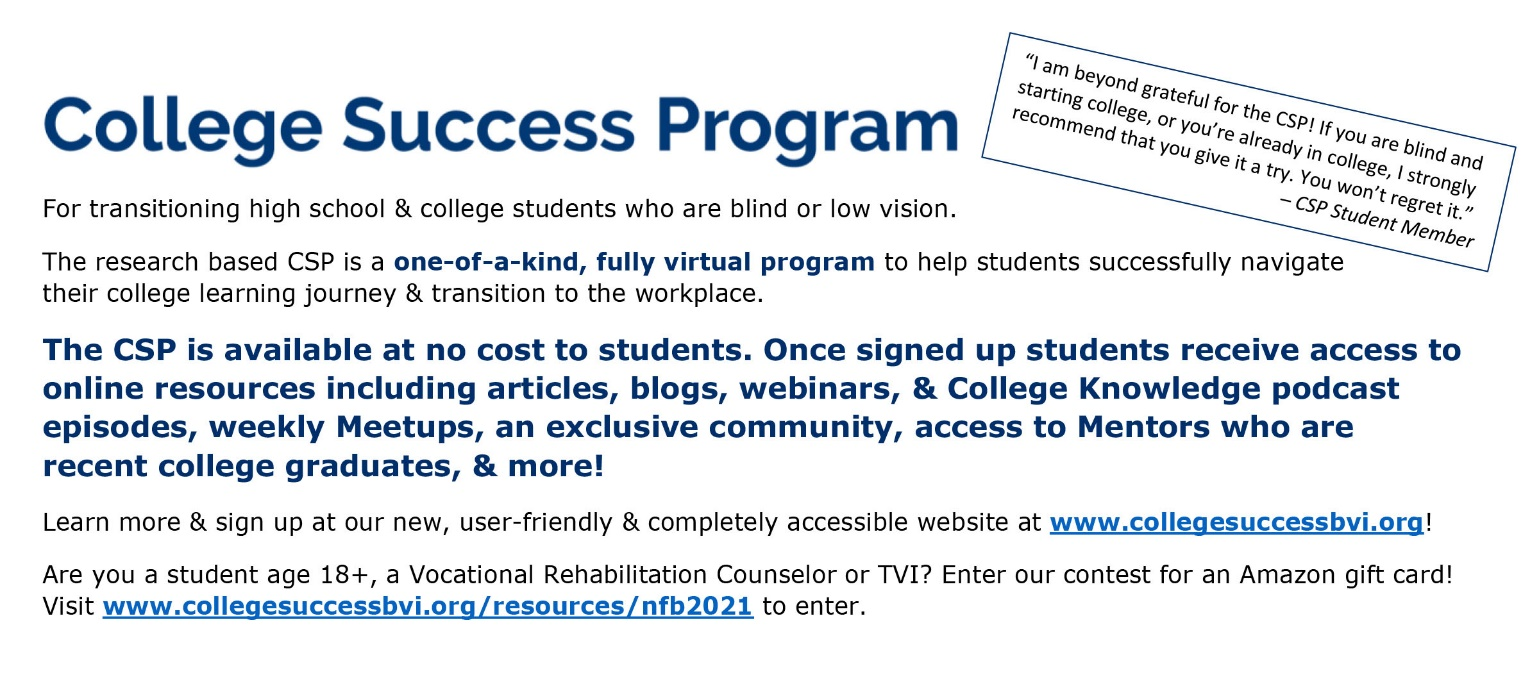 College Success Program
“I am beyond grateful for the CSP! If you are blind and
starting college, or you’re already in college, I strongly
recommend that you give it a try. You won’t regret it.”
– CSP Student Member
For transitioning high school & college students who are blind or low vision.
The research based CSP is a one-of-a-kind, fully virtual program to help students successfully navigate
their college learning journey & transition to the workplace.
The CSP is available at no cost to students. Once signed up students receive access to
online resources including articles, blogs, webinars, & College Knowledge podcast
episodes, weekly Meetups, an exclusive community, access to Mentors who are
recent college graduates, & more!
Learn more & sign up at our new, user-friendly & completely accessible website at www.collegesuccessbvi.org!
Are you a student age 18+, a Vocational Rehabilitation Counselor or TVI? Enter our contest for an Amazon gift card!
Visit www.collegesuccessbvi.org/resources/nfb2021 to enter.